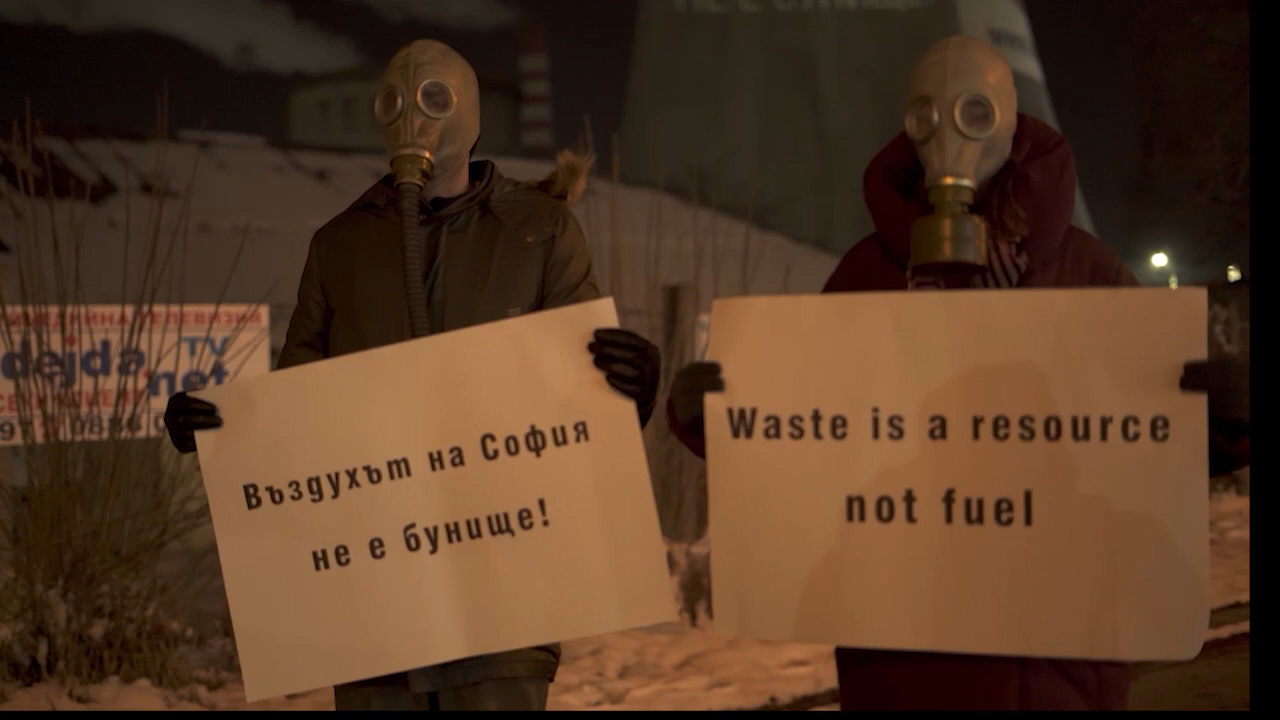 Въздухът на София
не е бунище!
Waste is a resource
not fuel
dejda TV
net